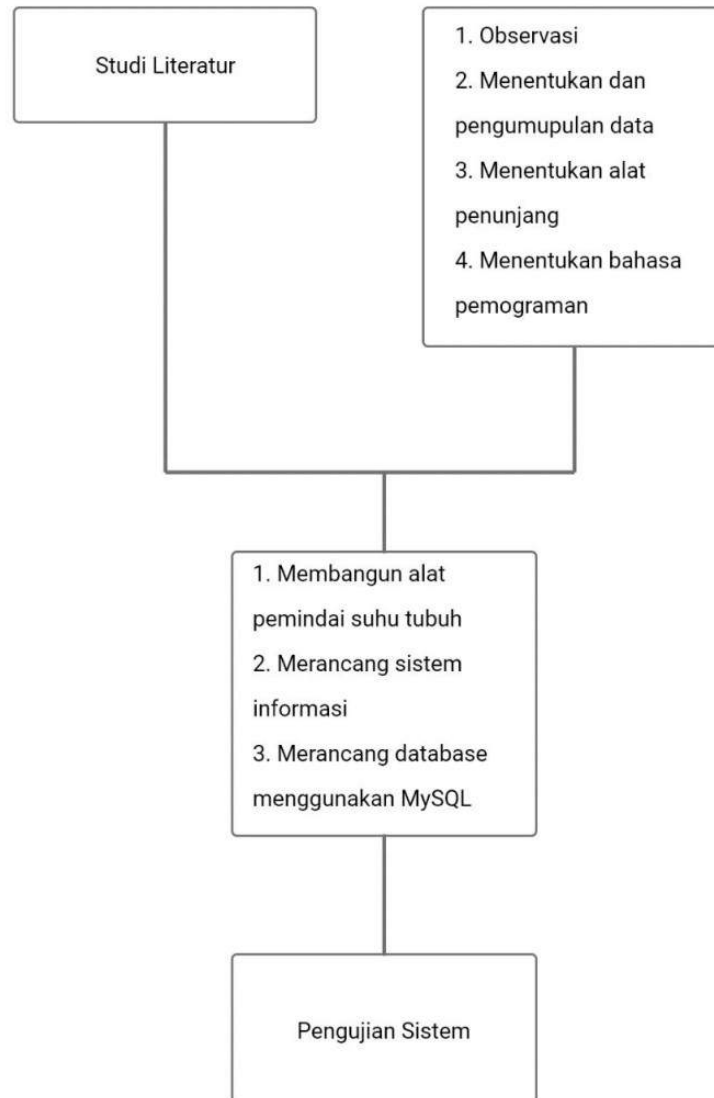 Studi Literatur
1. Observasi
2. Menentukan dan
pengumupulan data
3. Menentukan alat
penunjang
4. Menentukan bahasa
pemograman
1. Membangun alat
pemindai suhu tubuh
2. Merancang sistem
informasi
3. Merancang database
menggunakan MySQL
Pengujian Sistem